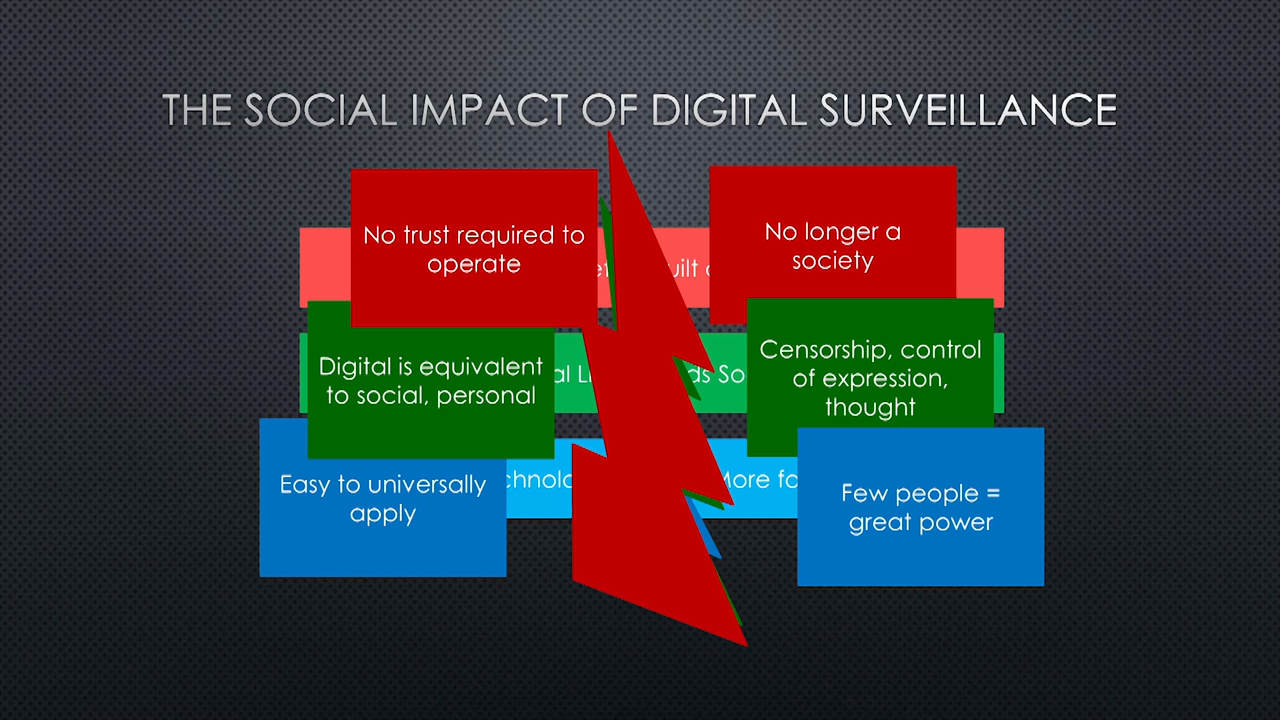 THE SOCIAL IMPACT OF DIGITAL SURVEILLANCE
No trust required to
operate
No longer a
society
Digital is equivalent
to social, personal
Censorship, control
of expression,
thought
Easy to universally
apply
More
Few people =
great power